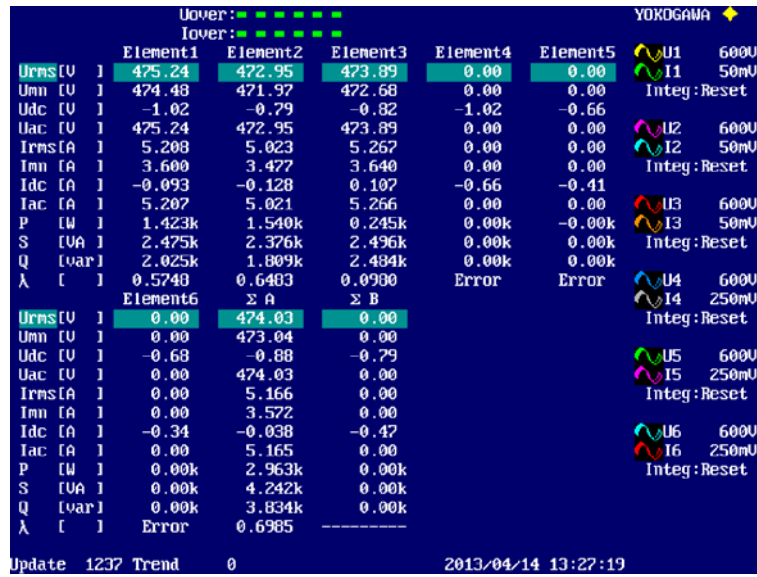 Uover:
YOKOGAWA
Iover:
Element1 Element2 Element3 Element4 Element5
U1 600V
Urms[V ] 475.24 472.95 473.89 0.00 0.00
I1 50mV
Umn [V ] 474.48 471.97 472.68 0.00 0.00
Integ:Reset
Udc [V ] -1.02 -0.79 -0.82 -1.02 -0.66
Uac [V ] 475.24 472.95 473.89 0.00 0.00
U2 600V
Irms[A ] 5.208 5.023 5.267 0.00 0.00
I2 50mV
Imn [A ] 3.600 3.477 3.640 0.00 0.00
Integ:Reset
Idc [A ] -0.093 -0.128 0.107 -0.66 -0.41
Iac [A ] 5.207 5.021 5.266 0.00 0.00
U3 600V
P [W ] 1.423k 1.540k 0.245k 0.00k -0.00k
I3 50mV
S [VA ] 2.475k 2.376k 2.496k 0.00k 0.00k
Integ:Reset
Q [var] 2.025k 1.809k 2.484k 0.00k 0.00k
λ [ ] 0.5748 0.6483 0.0980 Error Error
U4 600V
Element6 Σ A Σ B
I4 250mV
Urms[V ] 0.00 474.03 0.00
Integ:Reset
Umn [V ] 0.00 473.04 0.00
Udc [V ] -0.68 -0.88 -0.79
U5 600V
Uac [V ] 0.00 474.03 0.00
I5 250mV
Irms[A ] 0.00 5.166 0.00
Integ:Reset
Imn [A ] 0.00 3.572 0.00
Idc [A ] -0.34 -0.038 -0.47
U6 600V
Iac [A ] 0.00 5.165 0.00
I6 250mV
P [W ] 0.00k 2.963k 0.00k
Integ:Reset
S [VA ] 0.00k 4.242k 0.00k
Q [var] 0.00k 3.834k 0.00k
λ [ ] Error 0.6985 ---------
Update 1237 Trend 0 2013/04/14 13:27:19